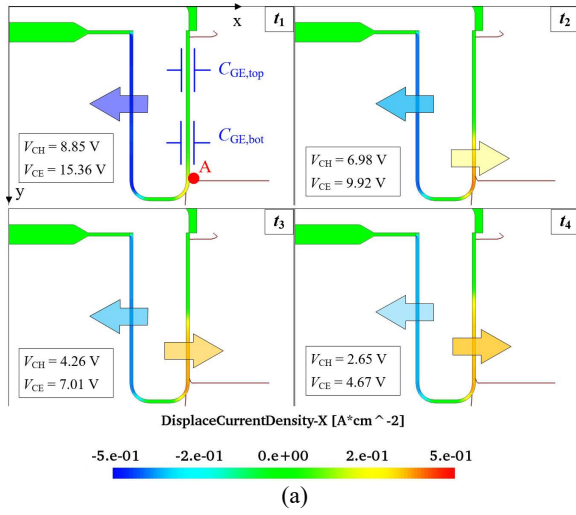 x
t1
t2
CGE,top
CGE,bot
A
VCH = 8.85 V
VCE = 15.36 V
VCH = 6.98 V
VCE = 9.92 V
y
t3
t4
VCH = 4.26 V
VCE = 7.01 V
VCH = 2.65 V
VCE = 4.67 V
DisplaceCurrentDensity-X [A*cm^-2]
-5.e-01 -2.e-01 0.e+00 2.e-01 5.e-01
(a)